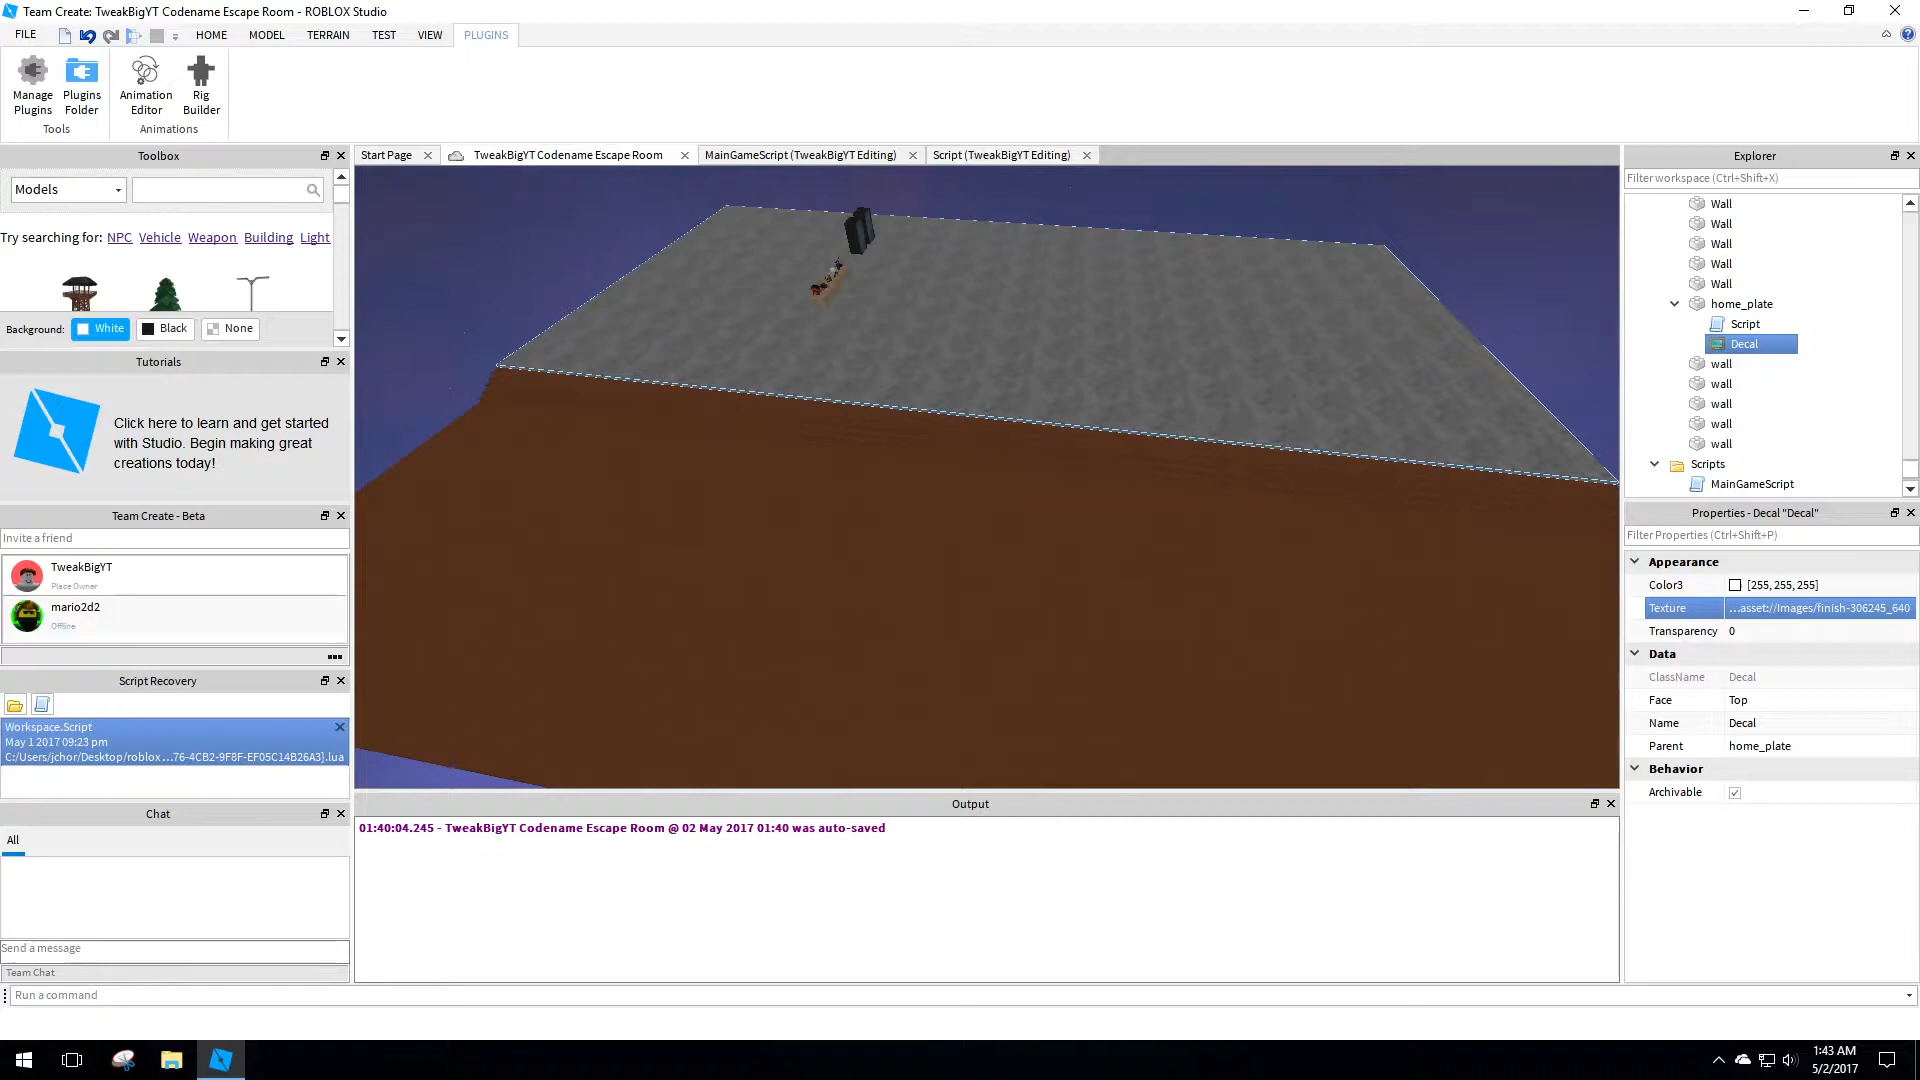 Team Create: TweakBigYT Codename Escape Room - ROBLOX Studio
FILE
HOME
MODEL
TERRAIN
TEST
VIEW
PLUGINS
Manage Plugins
Plugins Folder
Tools
Animation Editor
Rig Builder
Animations
Toolbox
Models
Try searching for: NPC Vehicle Weapon Building Light
Background: White Black None
Tutorials
Click here to learn and get started
with Studio. Begin making great
creations today!
Team Create - Beta
Invite a friend
TweakBigYT
Place Owner
mario2d2
Offline
Script Recovery
Workspace.Script
May 1 2017 09:23 pm
C:/Users/jchor/Desktop/roblox ...76-4CB2-9F8F-EF05C14B26A3].lua
Chat
All
Send a message
Team Chat
Run a command
Start Page
TweakBigYT Codename Escape Room
MainGameScript (TweakBigYT Editing)
Script (TweakBigYT Editing)
Output
01:40:04.245 - TweakBigYT Codename Escape Room @ 02 May 2017 01:40 was auto-saved
Explorer
Filter workspace (Ctrl+Shift+X)
Wall
Wall
Wall
Wall
Wall
home_plate
Script
Decal
wall
wall
wall
wall
wall
Scripts
MainGameScript
Properties - Decal "Decal"
Filter Properties (Ctrl+Shift+P)
Appearance
Color3 [255, 255, 255]
Texture ...asset://Images/finish-306245_640
Transparency 0
Data
ClassName Decal
Face Top
Name Decal
Parent home_plate
Behavior
Archivable
1:43 AM
5/2/2017